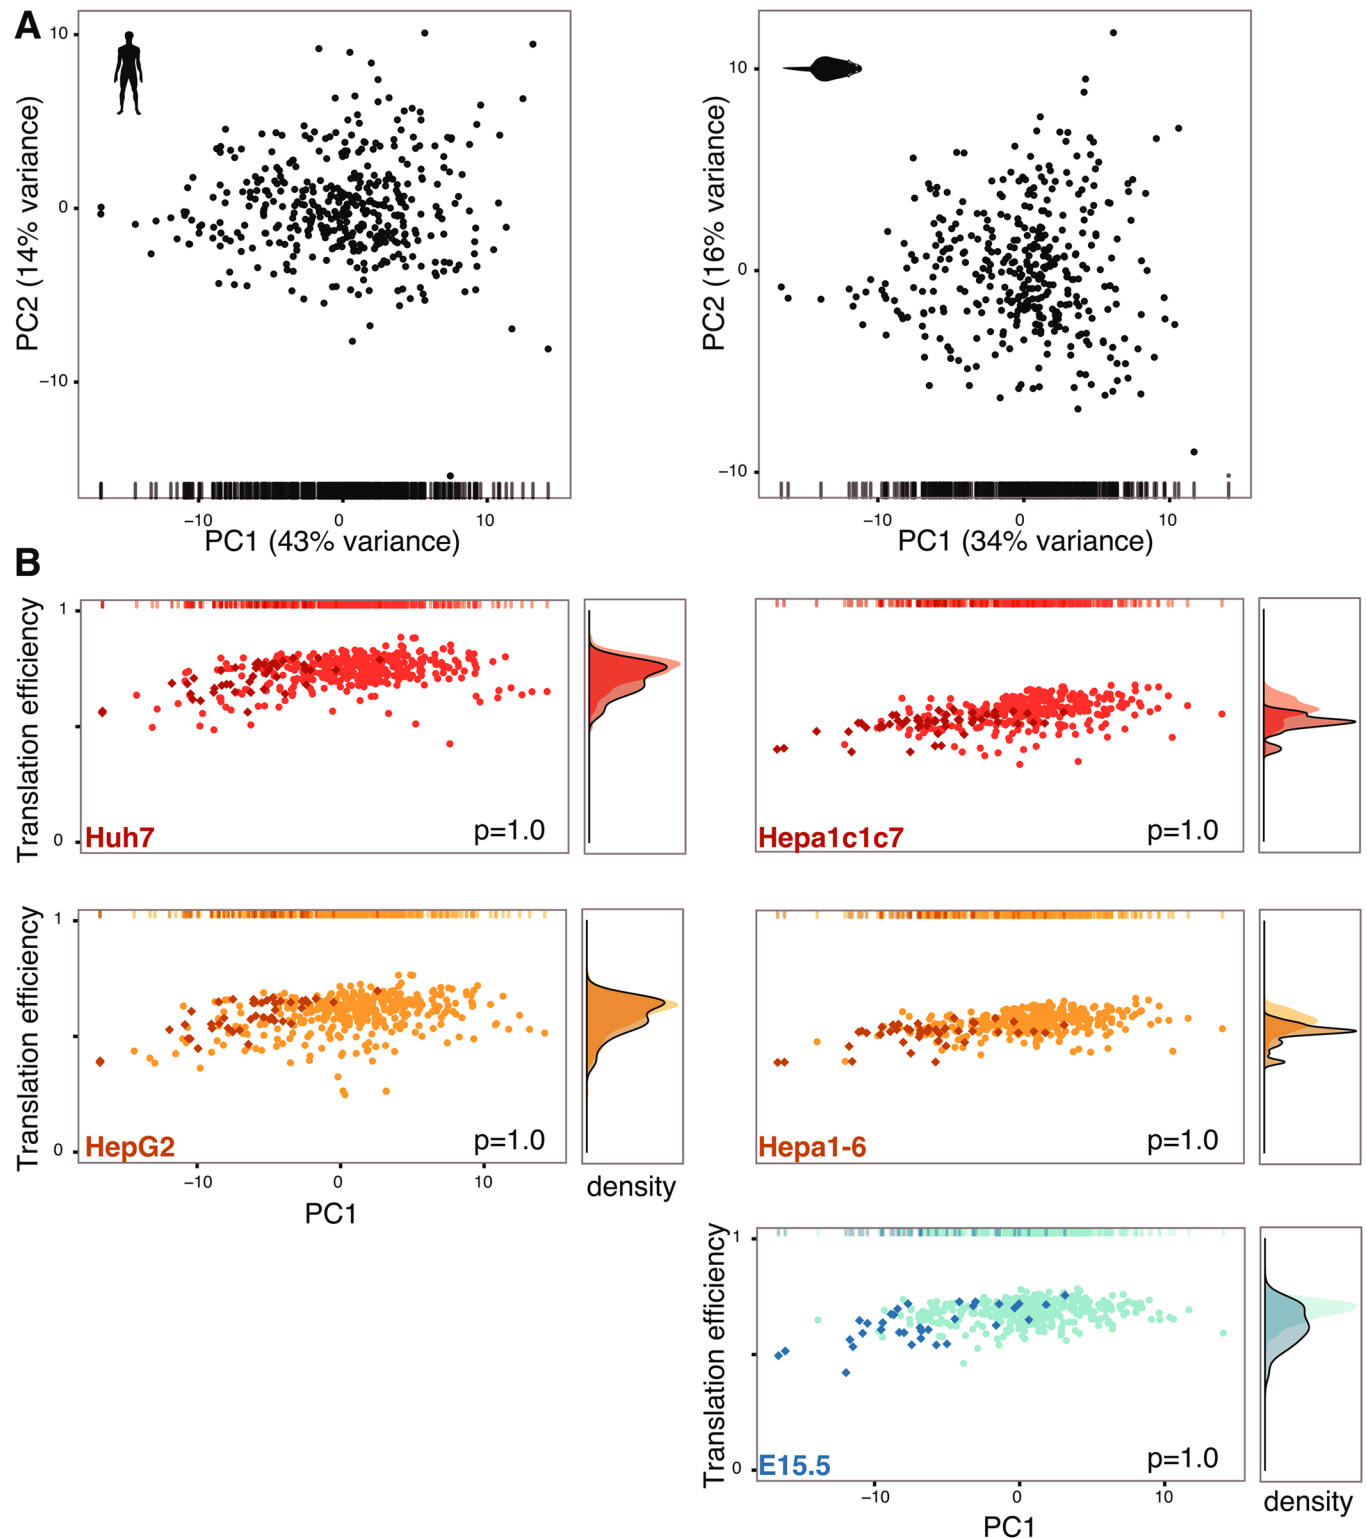 A
10
0
−10
PC2 (14% variance)
−10
0
10
PC1 (43% variance)
10
0
−10
PC2 (16% variance)
−10
0
10
PC1 (34% variance)
B
Translation efficiency
1
0
Huh7
p=1.0
Hepa1c1c7
p=1.0
Translation efficiency
1
0
HepG2
p=1.0
−10
0
10
PC1
density
Hepa1-6
p=1.0
Translation efficiency
1
0
E15.5
p=1.0
−10
0
10
PC1
density